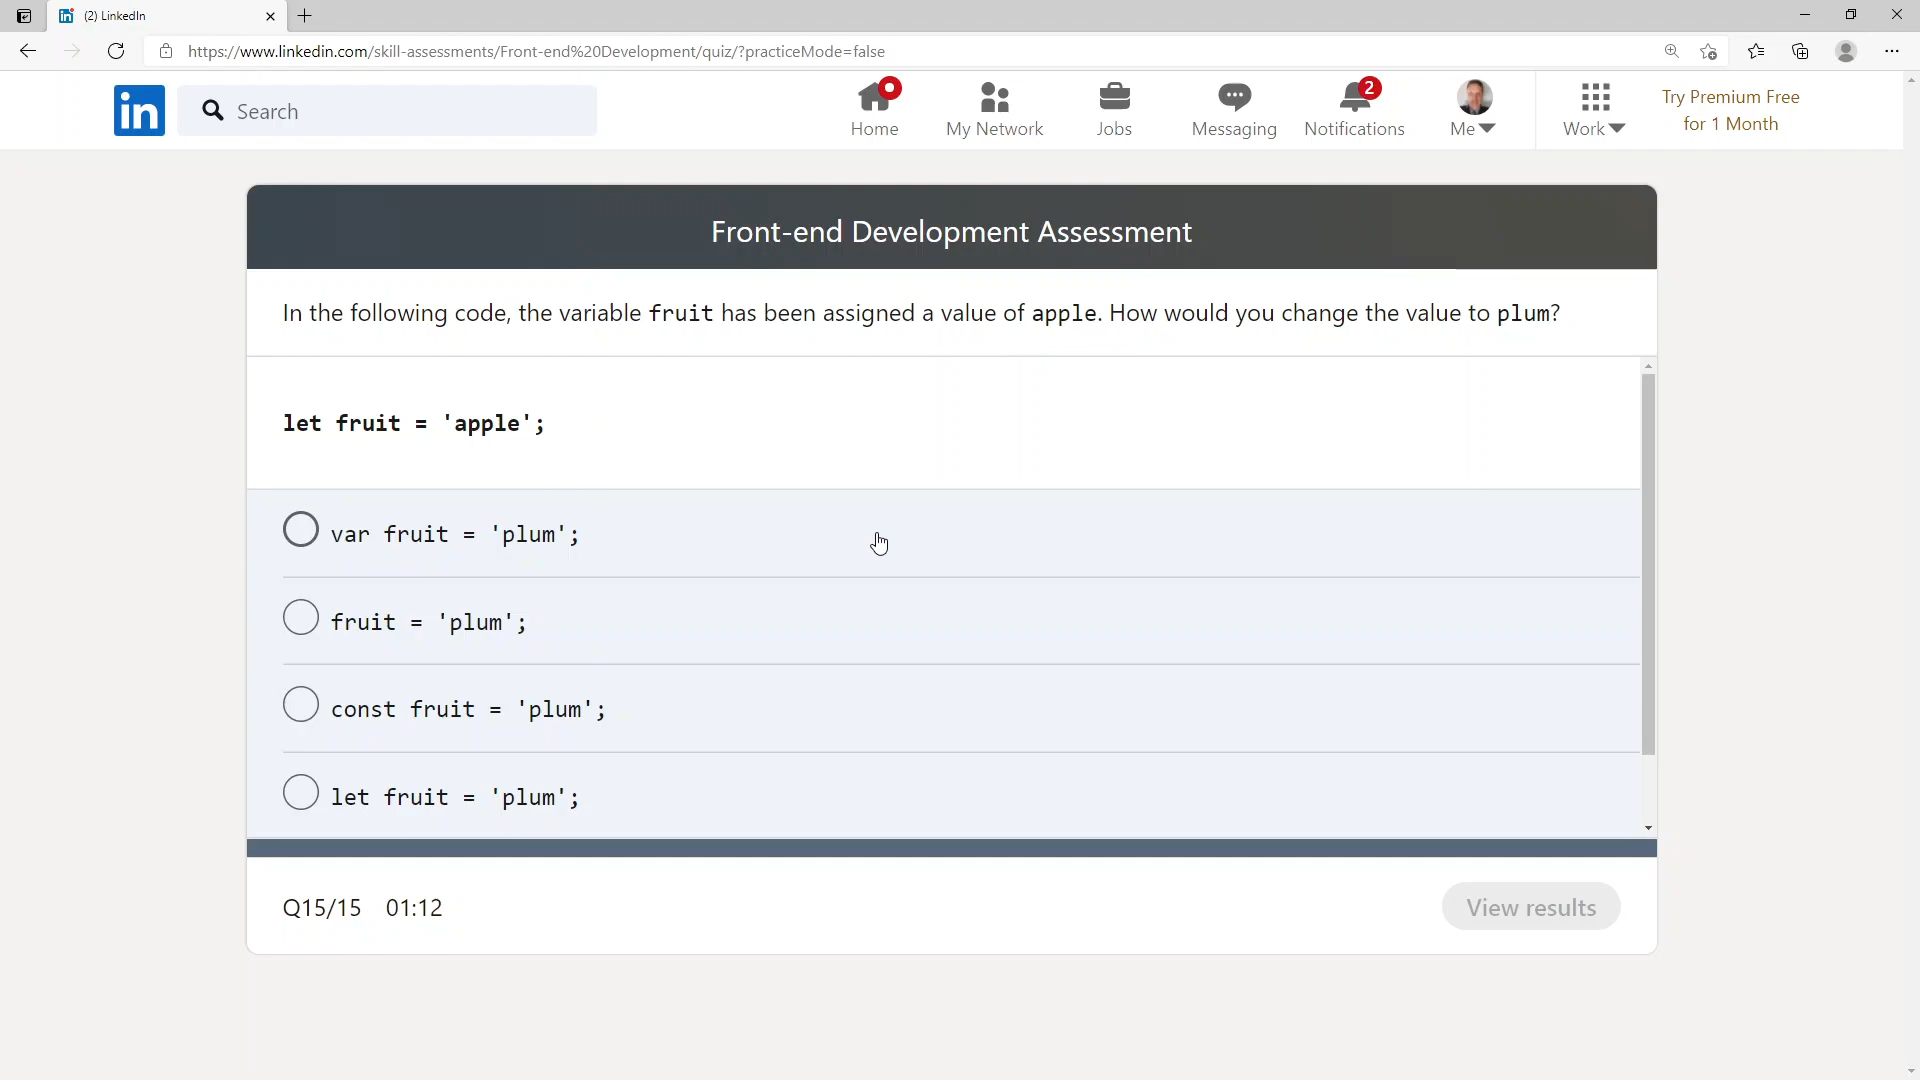 (2) LinkedIn
https://www.linkedin.com/skill-assessments/Front-end%20Development/quiz/?practiceMode=false
in
Search
Home
My Network
Jobs
Messaging
2
Notifications
Me
Work
Try Premium Free
for 1 Month
Front-end Development Assessment
In the following code, the variable fruit has been assigned a value of apple. How would you change the value to plum?
let fruit = 'apple';
var fruit = 'plum';
fruit = 'plum';
const fruit = 'plum';
let fruit = 'plum';
Q15/15 01:12
View results